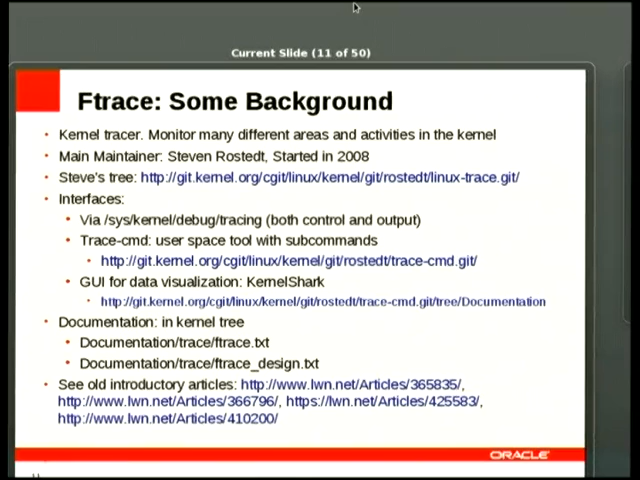 Current Slide (11 of 50)
Ftrace: Some Background
Kernel tracer. Monitor many different areas and activities in the kernel
Main Maintainer: Steven Rostedt, Started in 2008
Steve's tree: http://git.kernel.org/cgit/linux/kernel/git/rostedt/linux-trace.git/
Interfaces:
Via /sys/kernel/debug/tracing (both control and output)
Trace-cmd: user space tool with subcommands
http://git.kernel.org/cgit/linux/kernel/git/rostedt/trace-cmd.git/
GUI for data visualization: KernelShark
http://git.kernel.org/cgit/linux/kernel/git/rostedt/trace-cmd.git/tree/Documentation
Documentation: in kernel tree
Documentation/trace/ftrace.txt
Documentation/trace/ftrace_design.txt
See old introductory articles: http://www.lwn.net/Articles/365835/,
http://www.lwn.net/Articles/366796/, https://lwn.net/Articles/425583/,
http://www.lwn.net/Articles/410200/
ORACLE